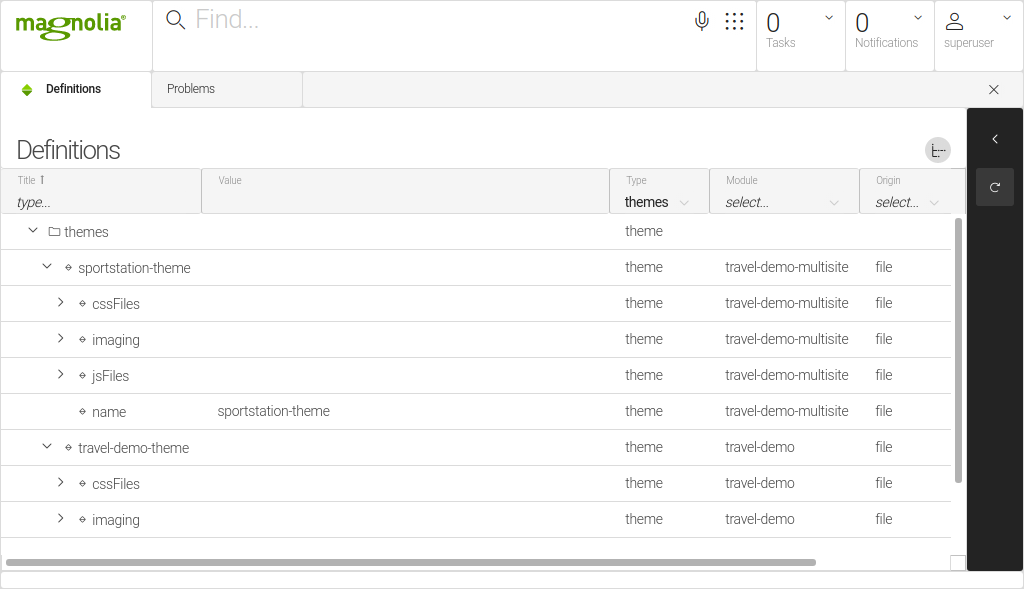 magnolia®
Find...
0
Tasks
0
Notifications
superuser
Definitions
Problems
Definitions
Title Value Type Module Origin
type... themes select... select...
themes theme
sportstation-theme theme travel-demo-multisite file
cssFiles theme travel-demo-multisite file
imaging theme travel-demo-multisite file
jsFiles theme travel-demo-multisite file
name sportstation-theme theme travel-demo-multisite file
travel-demo-theme theme travel-demo file
cssFiles theme travel-demo file
imaging theme travel-demo file